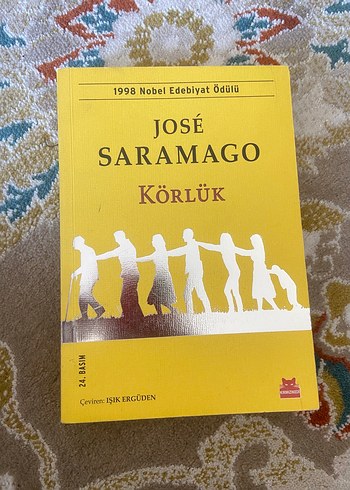 1998 Nobel Edebiyat Ödülü
JOSÉ
SARAMAGO
KÖRLÜK
24. BASIM
Çeviren: IŞIK ERGÜDEN